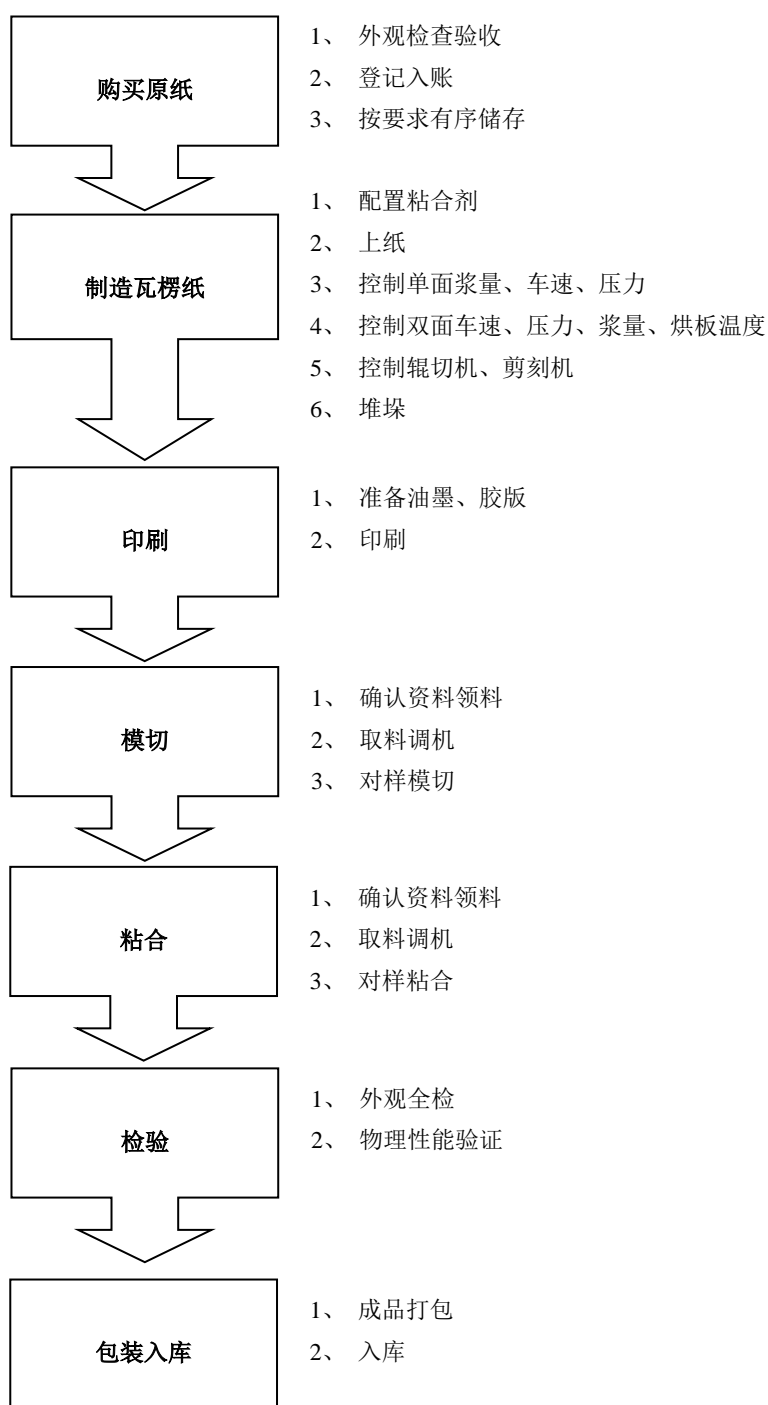 购买原纸
1、 外观检查验收
2、 登记入账
3、 按要求有序储存
制造瓦楞纸
1、 配置粘合剂
2、 上纸
3、 控制单面浆量、车速、压力
4、 控制双面车速、压力、浆量、烘板温度
5、 控制辊切机、剪刻机
6、 堆垛
印刷
1、 准备油墨、胶版
2、 印刷
模切
1、 确认资料领料
2、 取料调机
3、 对样模切
粘合
1、 确认资料领料
2、 取料调机
3、 对样粘合
检验
1、 外观全检
2、 物理性能验证
包装入库
1、 成品打包
2、 入库